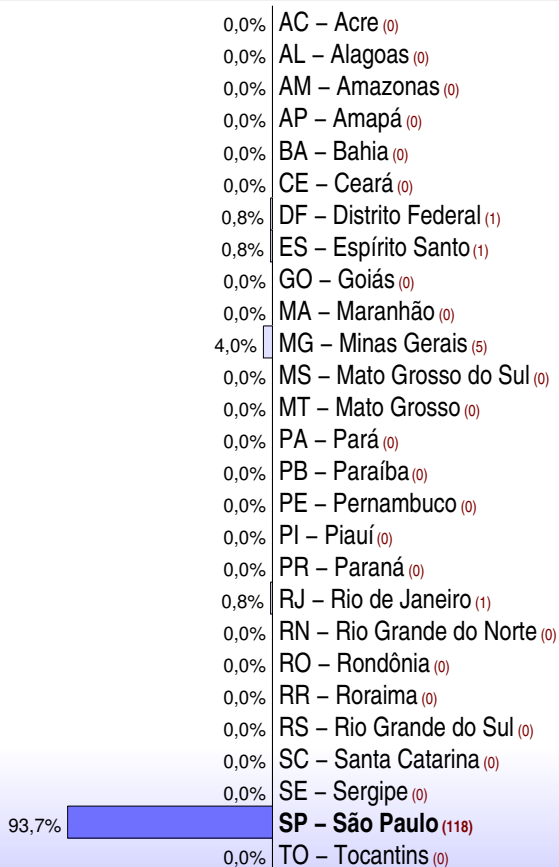 0,0% AC – Acre (0)
0,0% AL – Alagoas (0)
0,0% AM – Amazonas (0)
0,0% AP – Amapá (0)
0,0% BA – Bahia (0)
0,0% CE – Ceará (0)
0,8% DF – Distrito Federal (1)
0,8% ES – Espírito Santo (1)
0,0% GO – Goiás (0)
0,0% MA – Maranhão (0)
4,0% MG – Minas Gerais (5)
0,0% MS – Mato Grosso do Sul (0)
0,0% MT – Mato Grosso (0)
0,0% PA – Pará (0)
0,0% PB – Paraíba (0)
0,0% PE – Pernambuco (0)
0,0% PI – Piauí (0)
0,0% PR – Paraná (0)
0,8% RJ – Rio de Janeiro (1)
0,0% RN – Rio Grande do Norte (0)
0,0% RO – Rondônia (0)
0,0% RR – Roraima (0)
0,0% RS – Rio Grande do Sul (0)
0,0% SC – Santa Catarina (0)
0,0% SE – Sergipe (0)
93,7% SP – São Paulo (118)
0,0% TO – Tocantins (0)